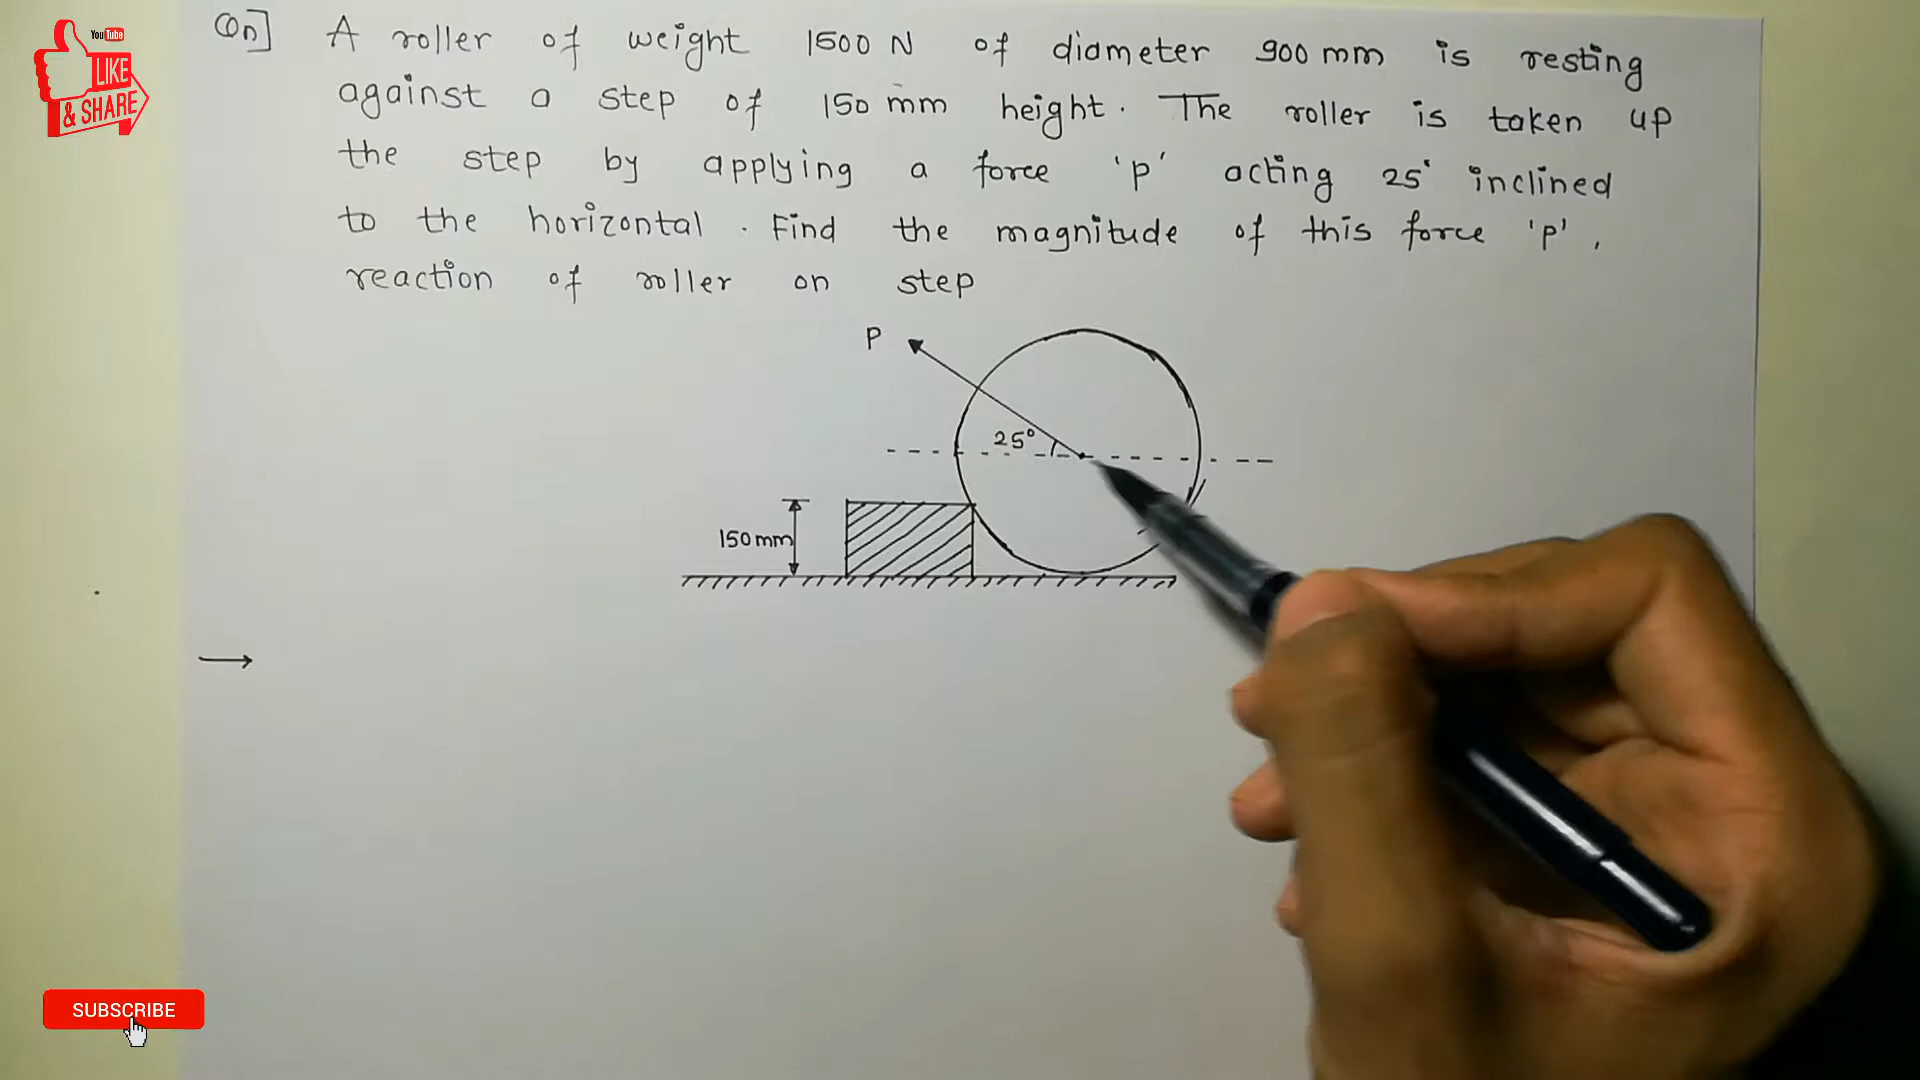 You Tube
LIKE
& SHARE
Qn] A roller of weight 1500 N of diameter 900 mm is resting
against a step of 150 mm height. The roller is taken up
the step by applying a force 'p' acting 25° inclined
to the horizontal. Find the magnitude of this force 'p',
reaction of roller on step
P
25°
150 mm
SUBSCRIBE